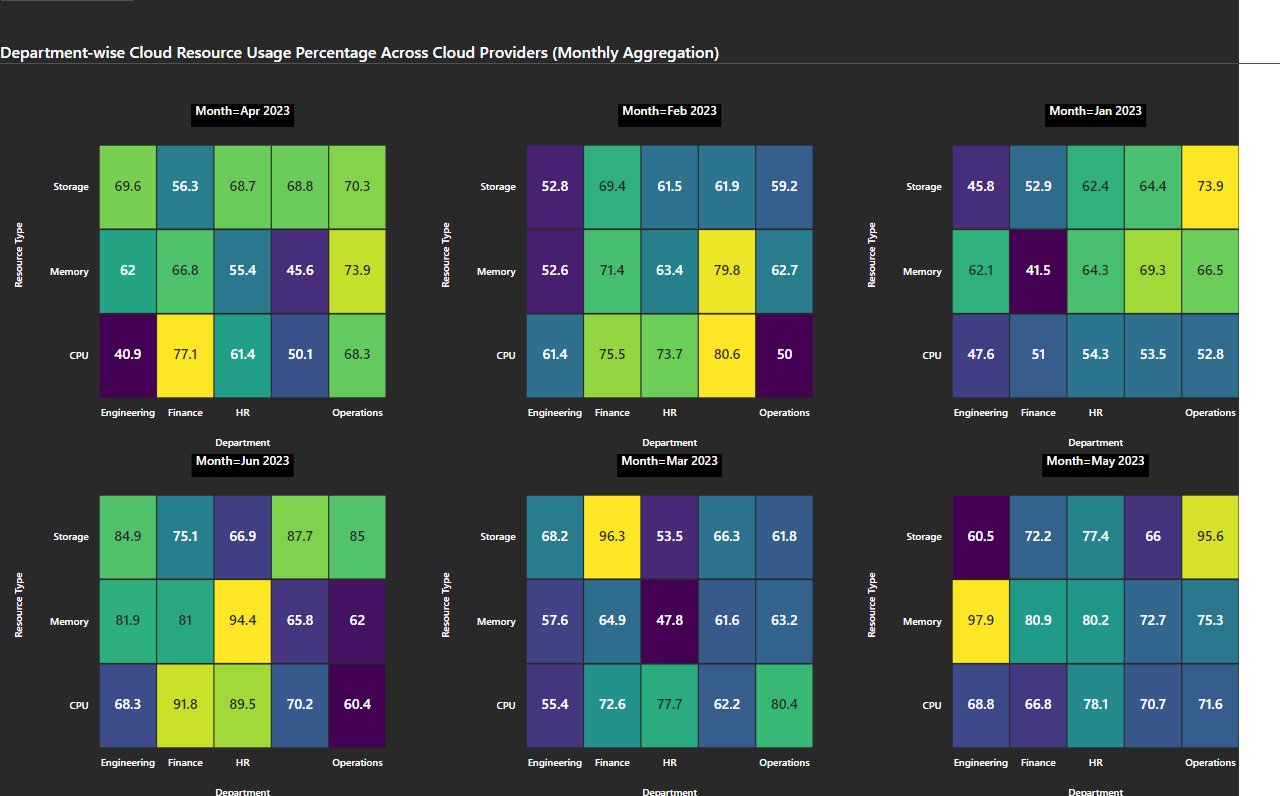 Department-wise Cloud Resource Usage Percentage Across Cloud Providers (Monthly Aggregation)
Month=Apr 2023
Resource Type
Storage 69.6 56.3 68.7 68.8 70.3
Memory 62 66.8 55.4 45.6 73.9
CPU 40.9 77.1 61.4 50.1 68.3
Engineering Finance HR Operations
Department
Month=Feb 2023
Resource Type
Storage 52.8 69.4 61.5 61.9 59.2
Memory 52.6 71.4 63.4 79.8 62.7
CPU 61.4 75.5 73.7 80.6 50
Engineering Finance HR Operations
Department
Month=Jan 2023
Resource Type
Storage 45.8 52.9 62.4 64.4 73.9
Memory 62.1 41.5 64.3 69.3 66.5
CPU 47.6 51 54.3 53.5 52.8
Engineering Finance HR Operations
Department
Month=Jun 2023
Resource Type
Storage 84.9 75.1 66.9 87.7 85
Memory 81.9 81 94.4 65.8 62
CPU 68.3 91.8 89.5 70.2 60.4
Engineering Finance HR Operations
Department
Month=Mar 2023
Resource Type
Storage 68.2 96.3 53.5 66.3 61.8
Memory 57.6 64.9 47.8 61.6 63.2
CPU 55.4 72.6 77.7 62.2 80.4
Engineering Finance HR Operations
Department
Month=May 2023
Resource Type
Storage 60.5 72.2 77.4 66 95.6
Memory 97.9 80.9 80.2 72.7 75.3
CPU 68.8 66.8 78.1 70.7 71.6
Engineering Finance HR Operations
Department